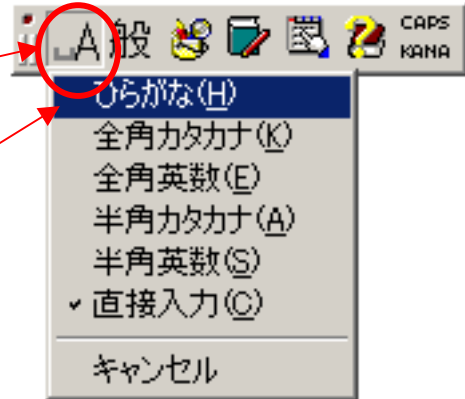 _A 般 CAPS
KANA
ひらがな(H)
全角カタカナ(K)
全角英数(E)
半角カタカナ(A)
半角英数(S)
✓直接入力(C)
キャンセル